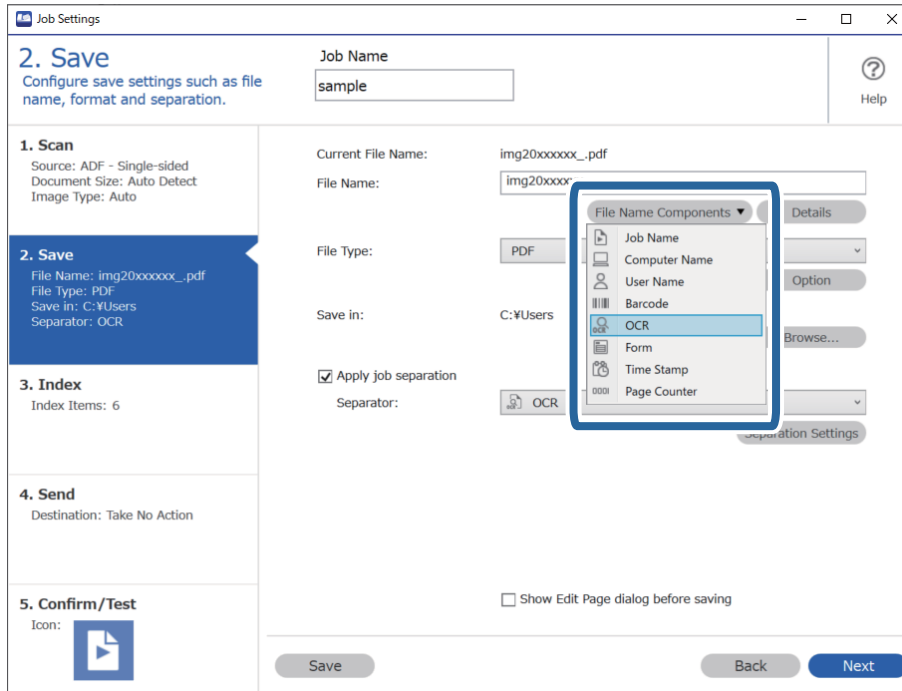 Job Settings
2. Save
Configure save settings such as file
name, format and separation.
Job Name
sample
Help
1. Scan
Source: ADF - Single-sided
Document Size: Auto Detect
Image Type: Auto
2. Save
File Name: img20xxxxxx_.pdf
File Type: PDF
Save in: C:¥Users
Separator: OCR
3. Index
Index Items: 6
4. Send
Destination: Take No Action
5. Confirm/Test
Icon:
Current File Name: img20xxxxxx_.pdf
File Name: img20xxxx
File Name Components ▼ Details
Job Name
Computer Name
User Name
Barcode
OCR
Form
Time Stamp
Page Counter
File Type: PDF
Option
Save in: C:¥Users
Browse...
Apply job separation
Separator: OCR
Separation Settings
Show Edit Page dialog before saving
Save Back Next